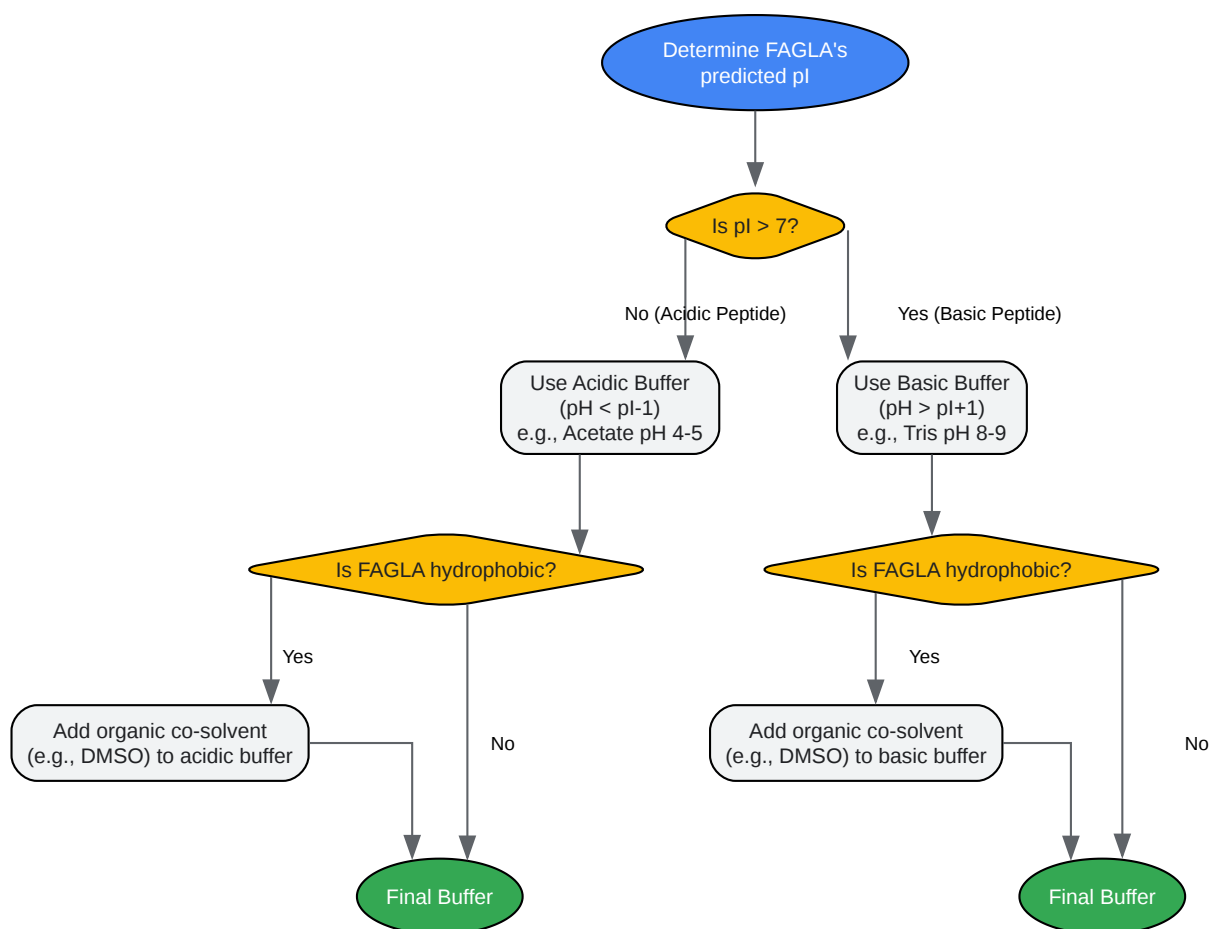 Determine FAGLA's
predicted pI
Is pI > 7?
No (Acidic Peptide)
Yes (Basic Peptide)
Use Acidic Buffer
(pH < pI-1)
e.g., Acetate pH 4-5
Use Basic Buffer
(pH > pI+1)
e.g., Tris pH 8-9
Is FAGLA hydrophobic?
Is FAGLA hydrophobic?
Yes
Yes
Add organic co-solvent
(e.g., DMSO) to acidic buffer
No
Add organic co-solvent
(e.g., DMSO) to basic buffer
No
Final Buffer
Final Buffer